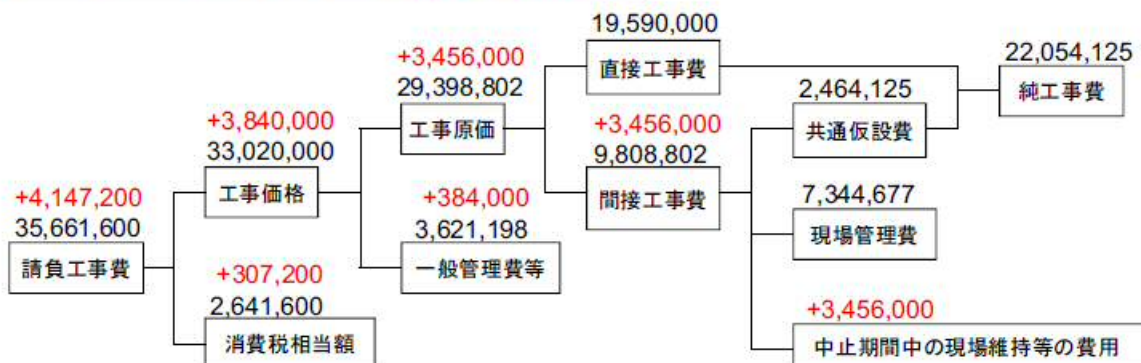 19,590,000
直接工事費
22,054,125
純工事費
+3,456,000
29,398,802
工事原価
2,464,125
共通仮設費
+3,840,000
33,020,000
工事価格
+3,456,000
9,808,802
間接工事費
+4,147,200
35,661,600
請負工事費
+384,000
3,621,198
一般管理費等
7,344,677
現場管理費
+307,200
2,641,600
消費税相当額
+3,456,000
中止期間中の現場維持等の費用